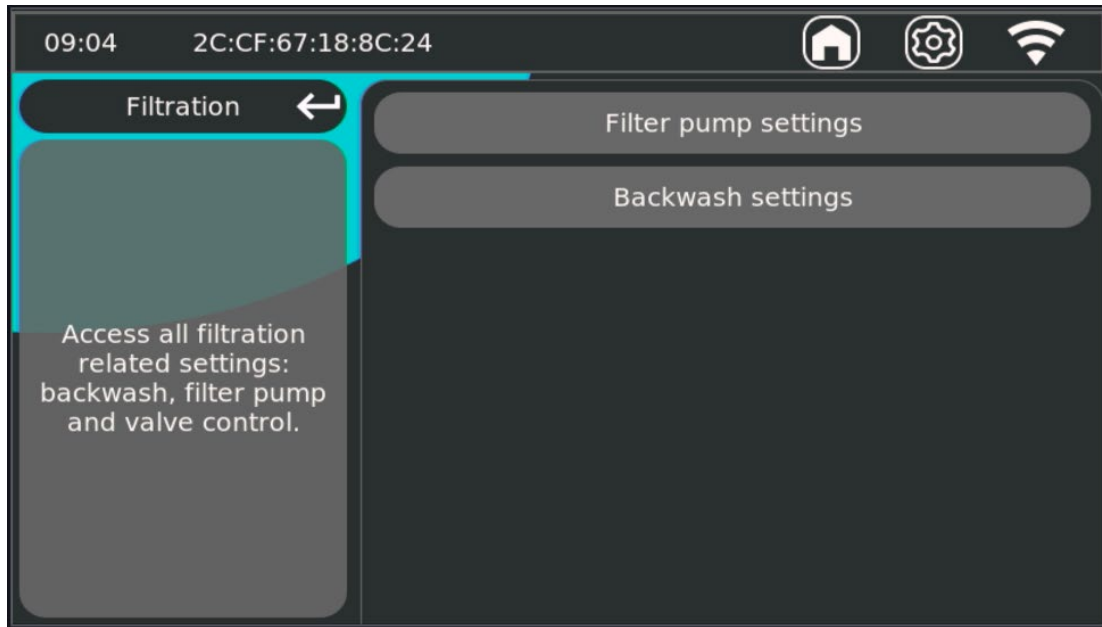 09:04 2C:CF:67:18:8C:24
Filtration
Access all filtration
related settings:
backwash, filter pump
and valve control.
Filter pump settings
Backwash settings